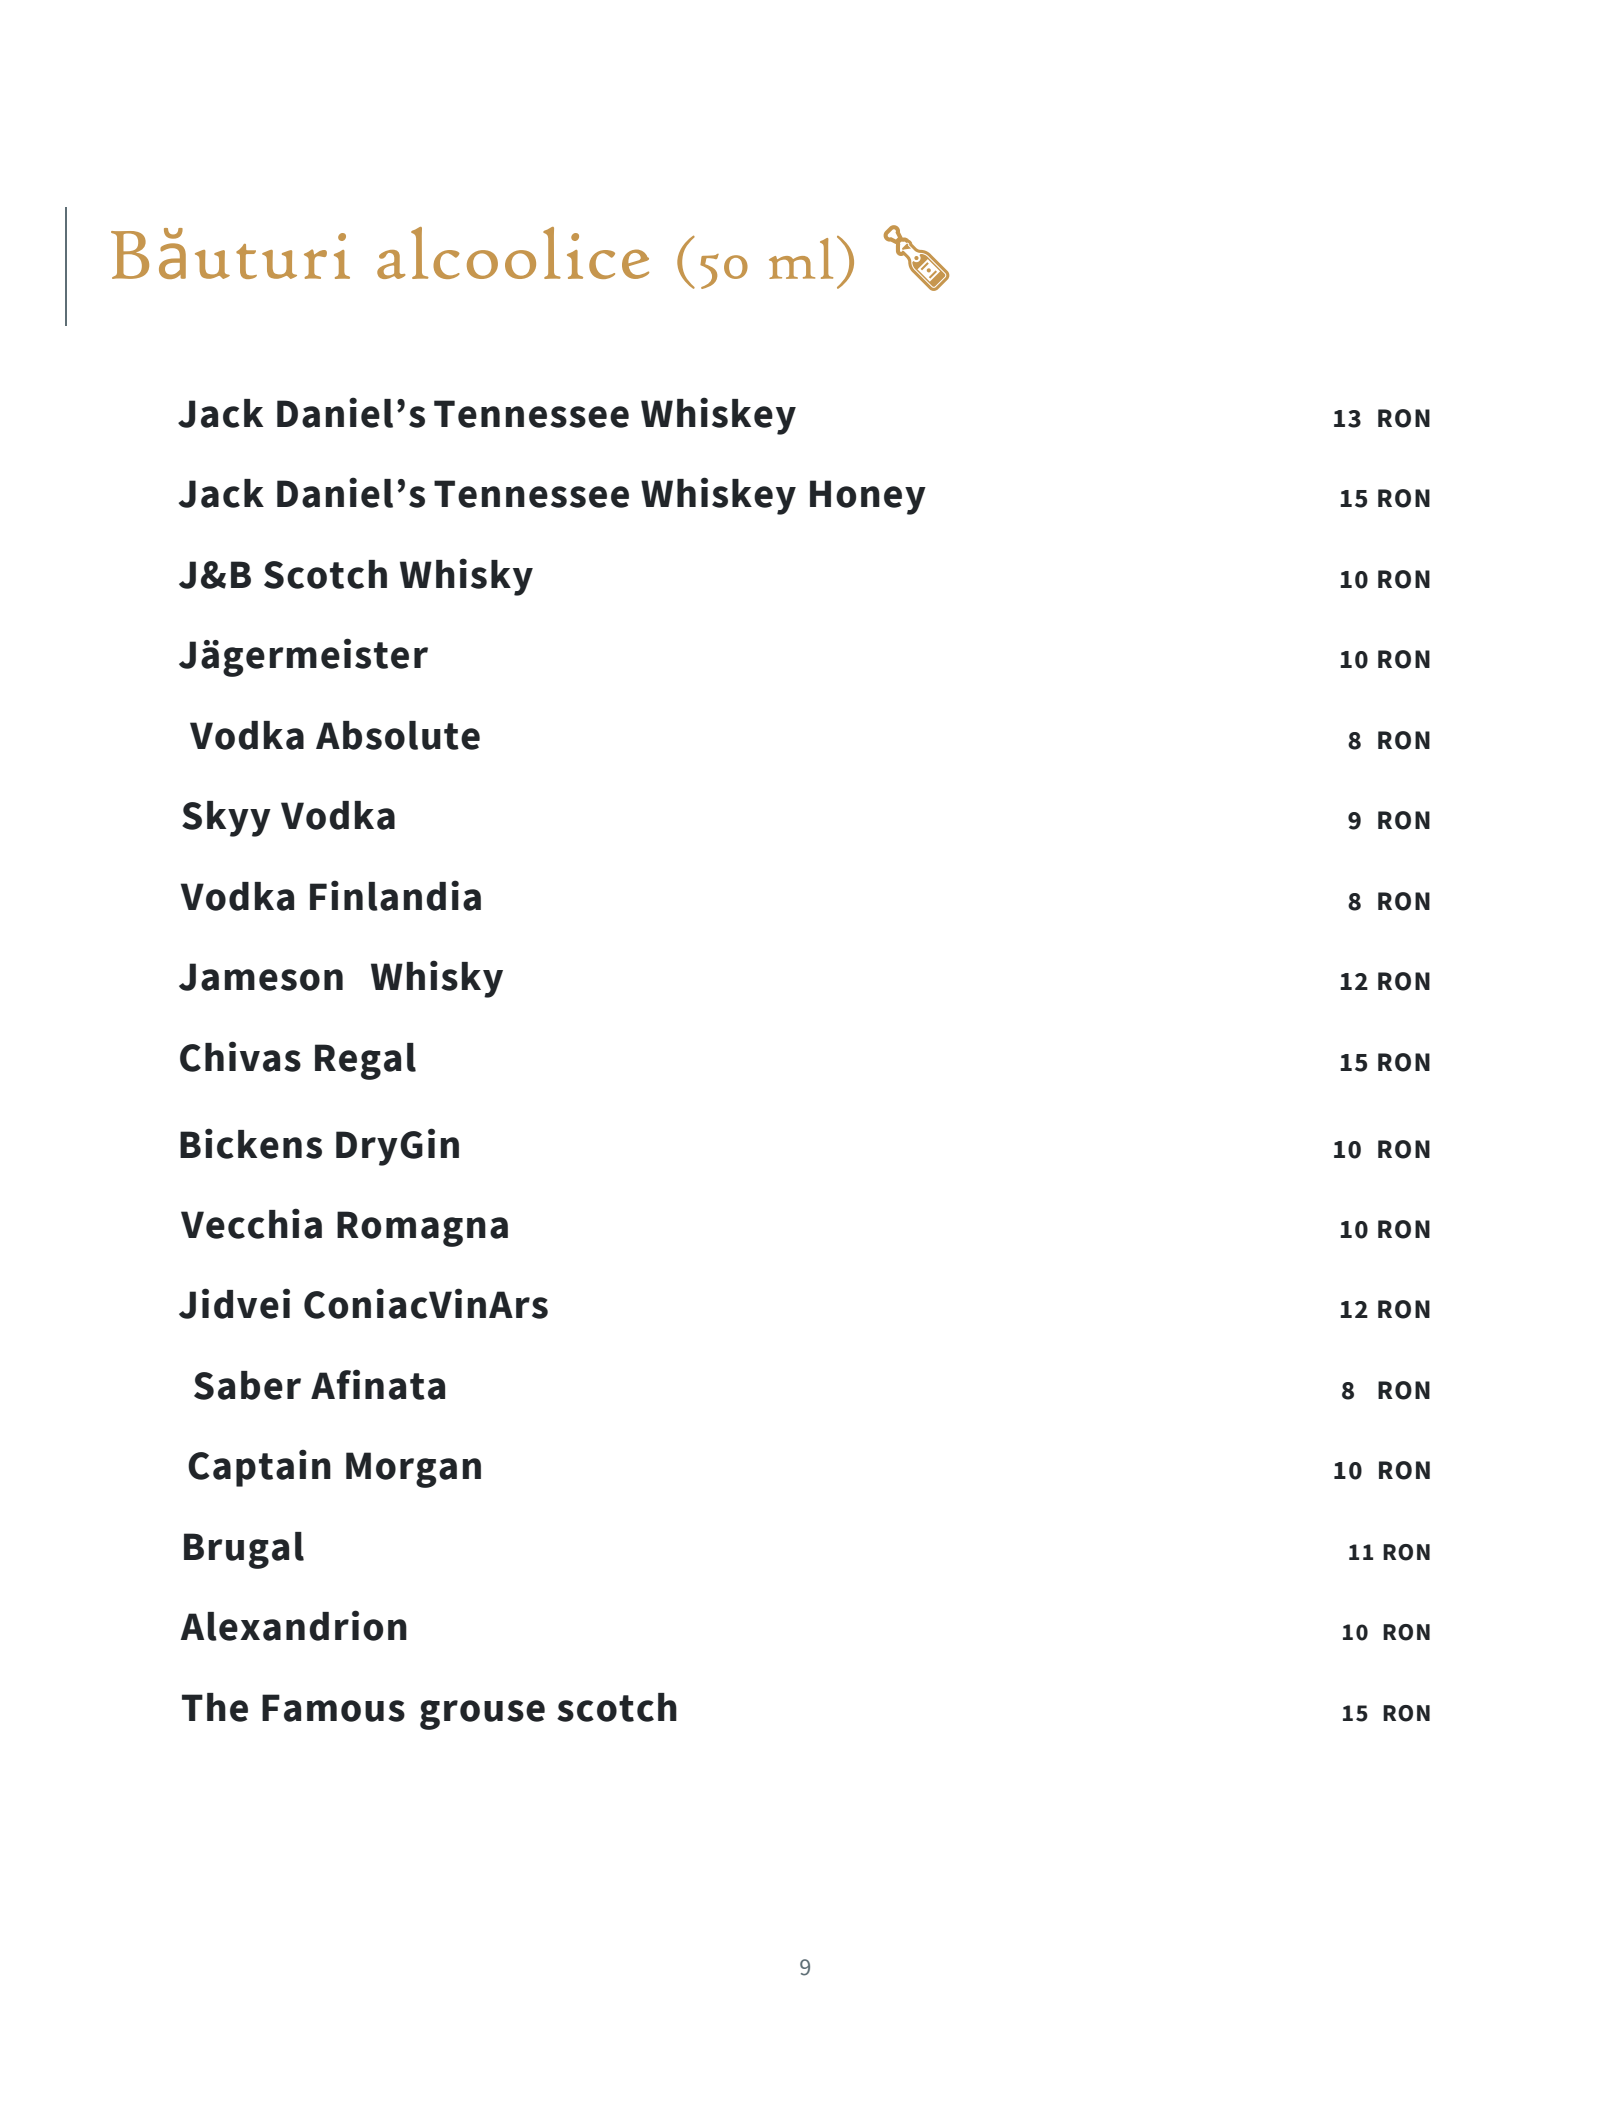 Băuturi alcoolice (50 ml)
Jack Daniel’s Tennessee Whiskey 13 RON
Jack Daniel’s Tennessee Whiskey Honey 15 RON
J&B Scotch Whisky 10 RON
Jägermeister 10 RON
Vodka Absolute 8 RON
Skyy Vodka 9 RON
Vodka Finlandia 8 RON
Jameson Whisky 12 RON
Chivas Regal 15 RON
Bickens DryGin 10 RON
Vecchia Romagna 10 RON
Jidvei ConiacVinArs 12 RON
Saber Afinata 8 RON
Captain Morgan 10 RON
Brugal 11 RON
Alexandrion 10 RON
The Famous grouse scotch 15 RON
9